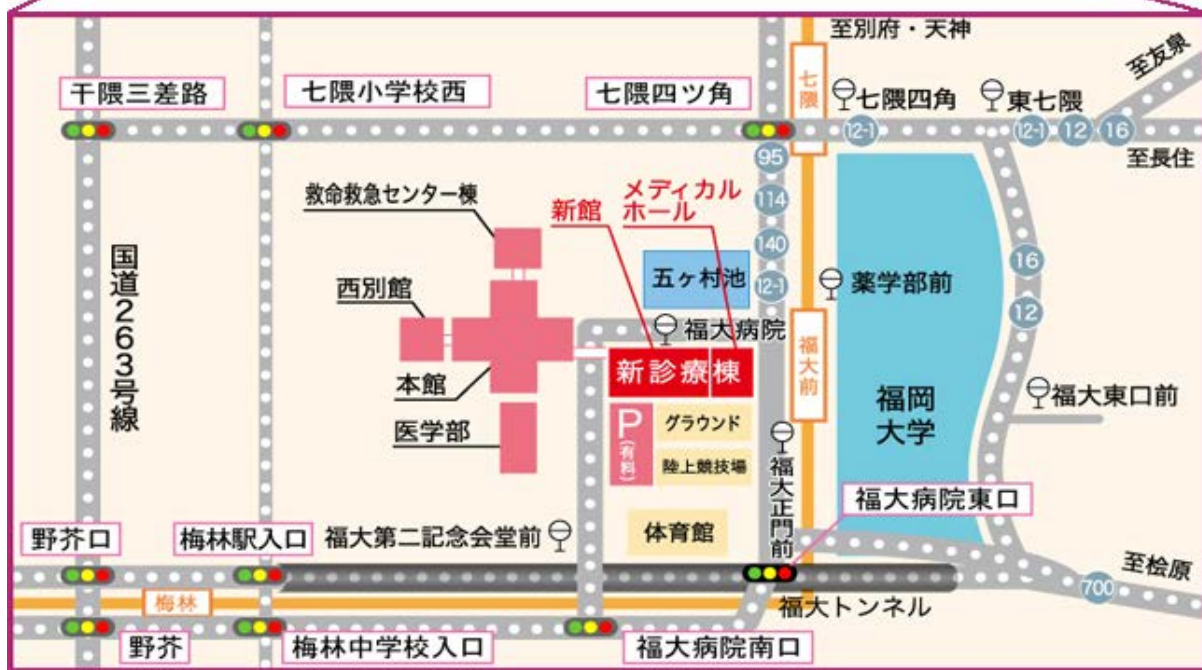 至別府・天神
至友泉
干隈三差路
七隈小学校西
七隈四ツ角
七隈
七隈四角
東七隈
12-1
12-1
12
16
至長住
95
救命救急センター棟
新館
メディカル
ホール
114
国道263号線
140
16
西別館
五ヶ村池
12-1
薬学部前
12
福大病院
本館
新診療棟
福大前
福岡
大学
福大東口前
医学部
P
(有料)
グラウンド
陸上競技場
福大正門前
福大病院東口
野芥口
梅林駅入口
福大第二記念会堂前
体育館
至桧原
700
梅林
福大トンネル
野芥
梅林中学校入口
福大病院南口